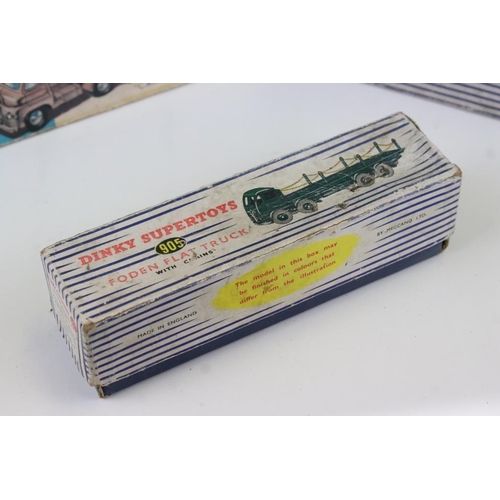 DINKY SUPERTOYS
905
FODEN FLAT TRUCK
WITH CHAINS
MADE IN ENGLAND
The model in this box may
be finished in colours that
differ from the illustration
BY MECCANO LTD.